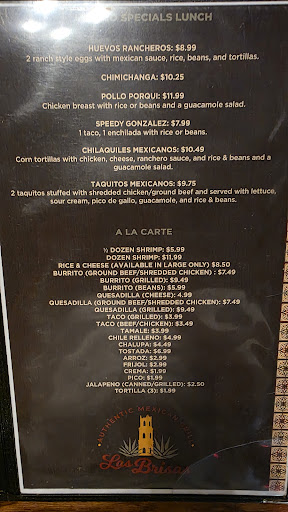 SPECIALS LUNCH
HUEVOS RANCHEROS: $8.99
2 ranch style eggs with mexican sauce, rice, beans, and tortillas.
CHIMICHANGA: $10.25
POLLO PORQUI: $11.99
Chicken breast with rice or beans and a guacamole salad.
SPEEDY GONZALEZ: $7.99
1 taco, 1 enchilada with rice or beans.
CHILAQUILES MEXICANOS: $10.49
Corn tortillas with chicken, cheese, ranchero sauce, and rice & beans and a
guacamole salad.
TAQUITOS MEXICANOS: $9.75
2 taquitos stuffed with shredded chicken/ground beef and served with lettuce,
sour cream, pico de gallo, guacamole, and rice & beans.
A LA CARTE
½ DOZEN SHRIMP: $5.99
DOZEN SHRIMP: $11.99
RICE & CHEESE (AVAILABLE IN LARGE ONLY) $8.50
BURRITO (GROUND BEEF/SHREDDED CHICKEN) : $7.49
BURRITO (GRILLED): $9.49
BURRITO (BEANS): $5.99
QUESADILLA (CHEESE): 4.99
QUESADILLA (GROUND BEEF/SHREDDED CHICKEN): $7.49
QUESADILLA (GRILLED): $9.49
TACO (GRILLED): $3.99
TACO (BEEF/CHICKEN): $3.49
TAMALE: $3.99
CHILE RELLENO: $4.99
CHALUPA: $4.49
TOSTADA: $6.99
ARROZ: $2.99
FRIJOL: $2.99
CREMA: $1.99
PICO: $1.99
JALAPENO (CANNED/GRILLED): $2.50
TORTILLA (3): $1.99
AUTHENTIC MEXICAN
Las Brisas